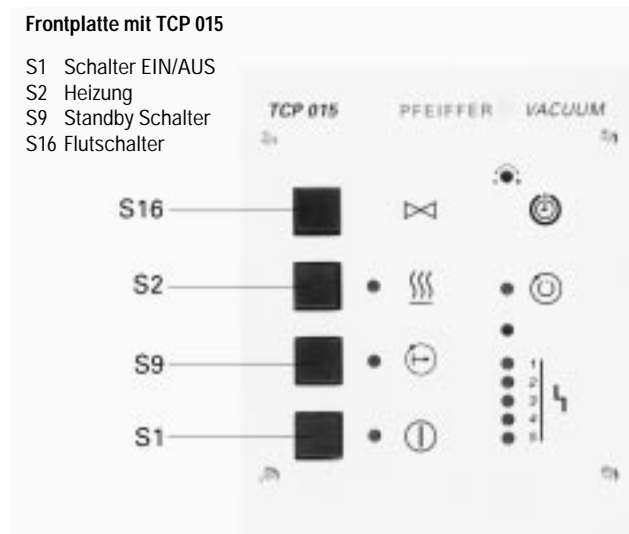 Frontplatte mit TCP 015
S1 Schalter EIN/AUS
S2 Heizung
S9 Standby Schalter
S16 Flutschalter
TCP 015 PFEIFFER VACUUM
S16
S2
S9
S1
1
2
3
4
5